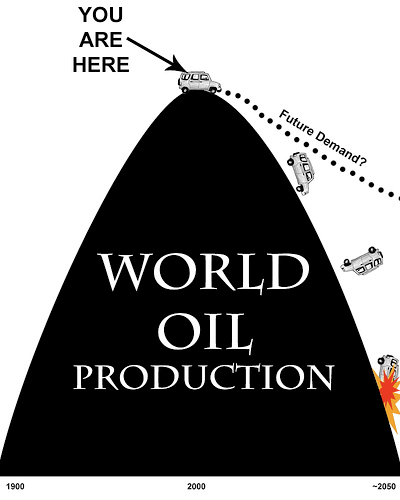 YOU
ARE
HERE
Future Demand?
WORLD
OIL
PRODUCTION
1900
2000
~2050